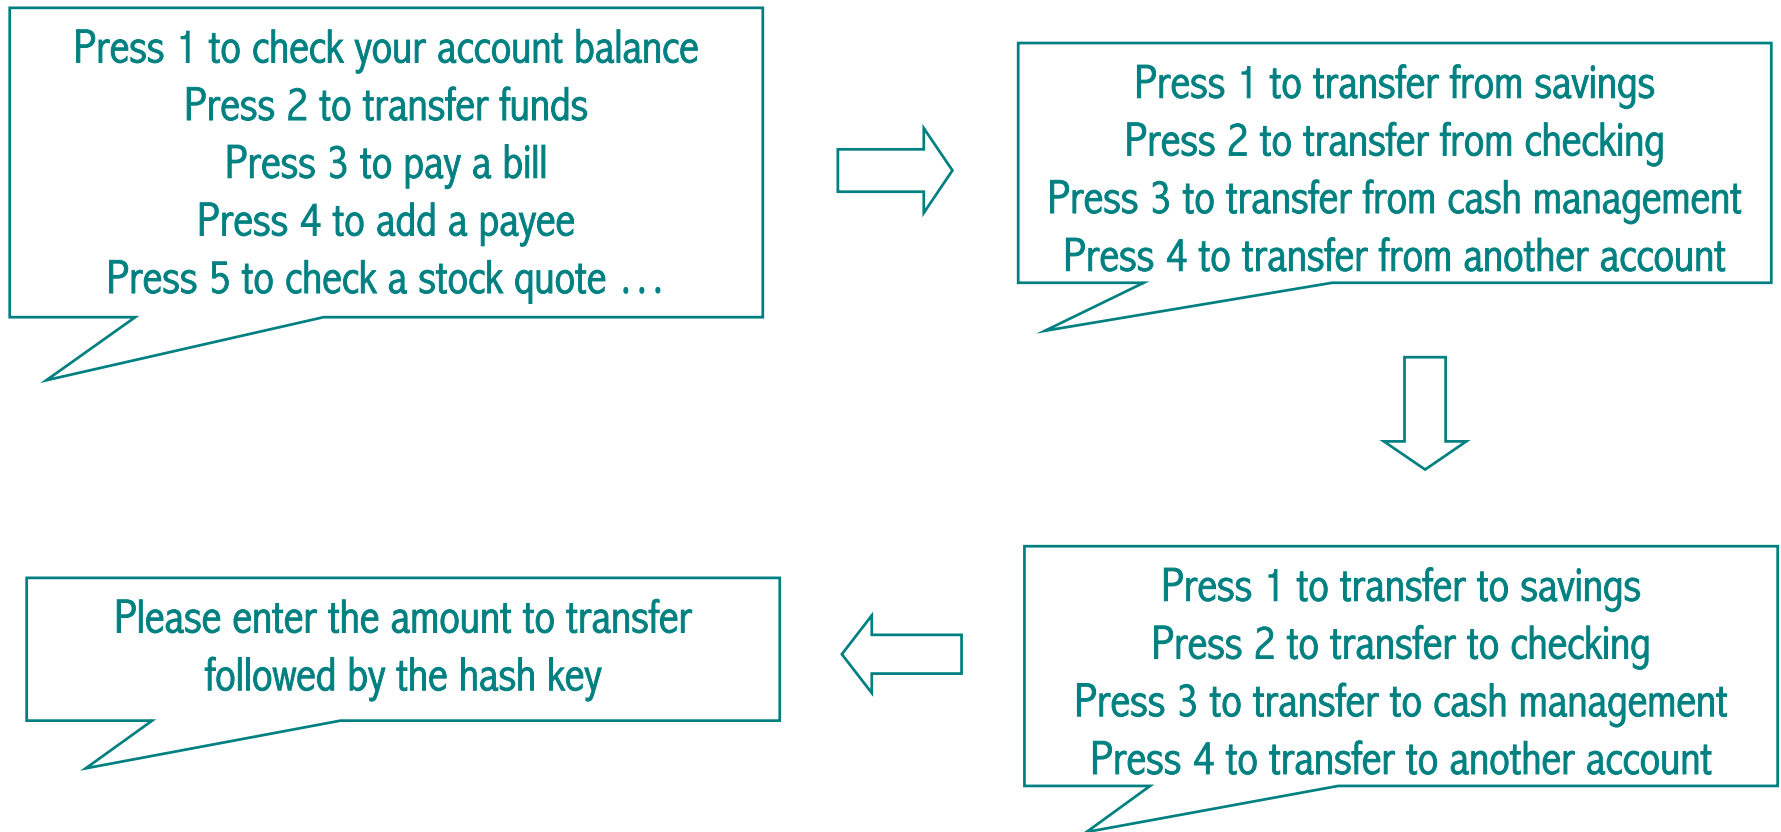 Press 1 to check your account balance
Press 2 to transfer funds
Press 3 to pay a bill
Press 4 to add a payee
Press 5 to check a stock quote …
Press 1 to transfer from savings
Press 2 to transfer from checking
Press 3 to transfer from cash management
Press 4 to transfer from another account
Press 1 to transfer to savings
Press 2 to transfer to checking
Press 3 to transfer to cash management
Press 4 to transfer to another account
Please enter the amount to transfer
followed by the hash key